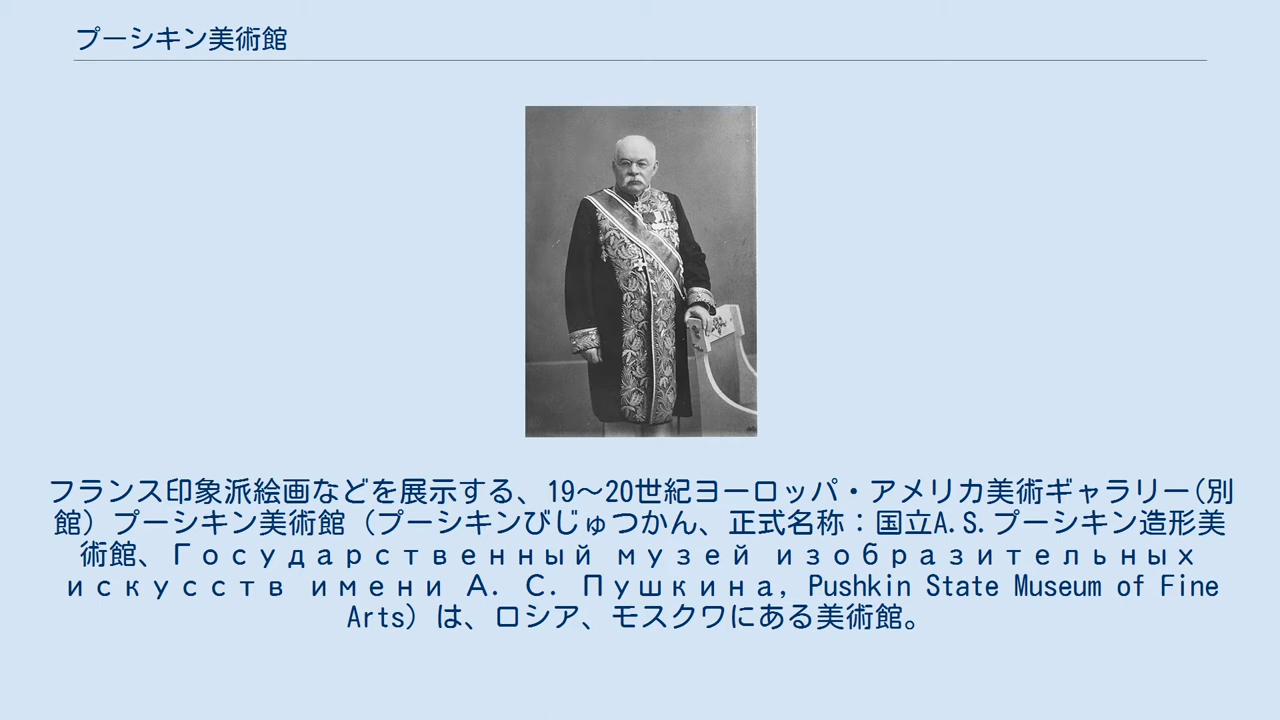 プーシキン美術館
フランス印象派絵画などを展示する、19〜20世紀ヨーロッパ・アメリカ美術ギャラリー(別
館) プーシキン美術館（プーシキンびじゅつかん、正式名称：国立A.S.プーシキン造形美
術館、Государственный музей изобразительных
искусств имени А. С. Пушкина, Pushkin State Museum of Fine
Arts）は、ロシア、モスクワにある美術館。